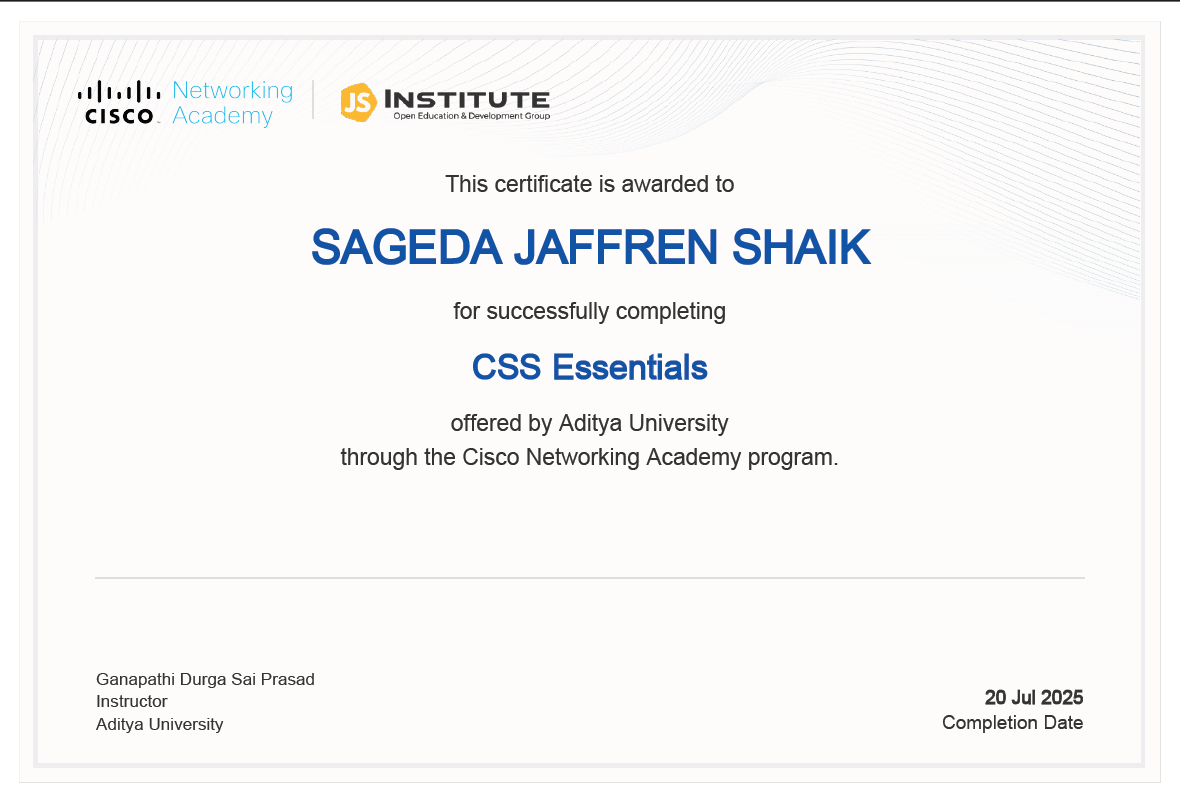 Networking
CISCO Academy
JS INSTITUTE
Open Education & Development Group
This certificate is awarded to
SAGEDA JAFFREN SHAIK
for successfully completing
CSS Essentials
offered by Aditya University
through the Cisco Networking Academy program.
Ganapathi Durga Sai Prasad
Instructor
Aditya University
20 Jul 2025
Completion Date